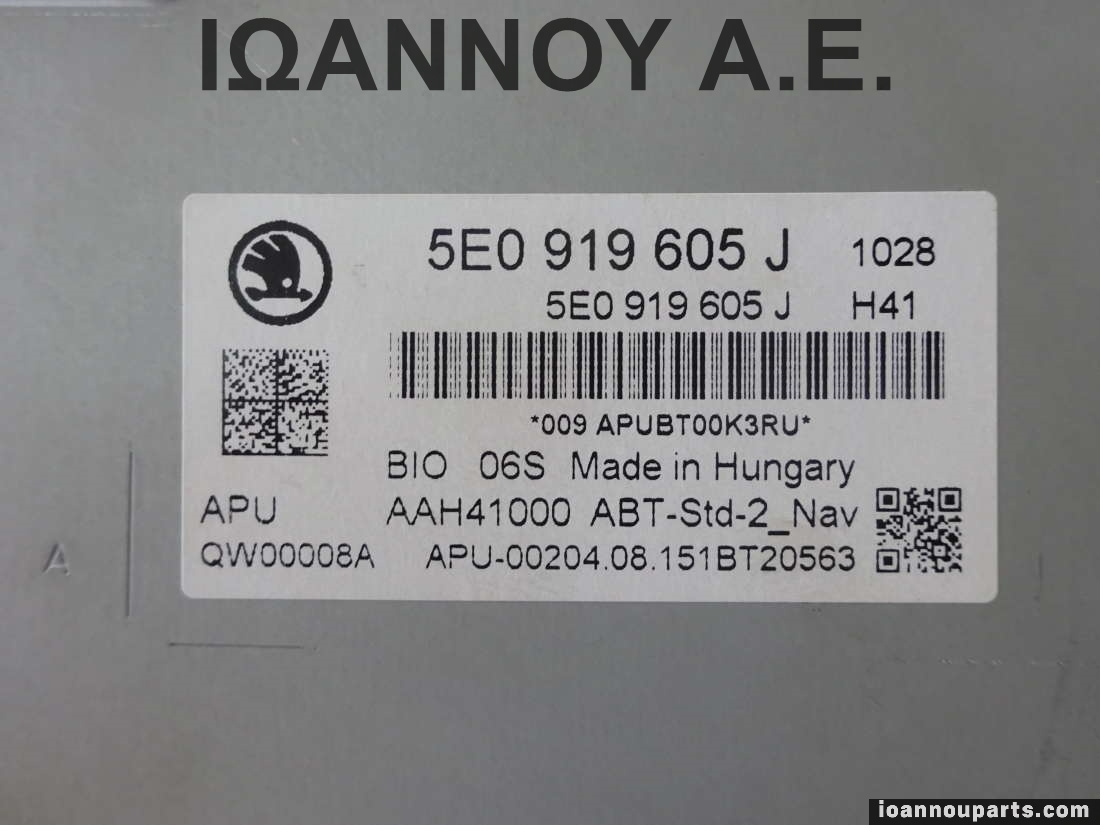 ΙΩΑΝΝΟΥ Α.Ε.
5E0 919 605 J 1028
5E0 919 605 J H41
*009 APUBT00K3RU*
BIO 06S Made in Hungary
APU AAH41000 ABT-Std-2_Nav
QW00008A APU-00204.08.151BT20563
A
ioannouparts.com